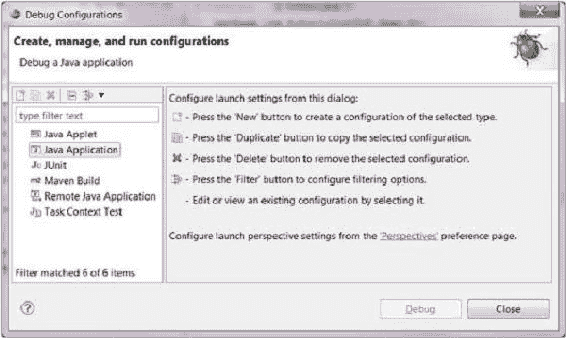 Debug Configurations
Create, manage, and run configurations
Debug a Java application
type filter text
Java Applet
Java Application
Ju JUnit
m2 Maven Build
Remote Java Application
Task Context Test
Filter matched 6 of 6 items
Configure launch settings from this dialog:
- Press the 'New' button to create a configuration of the selected type.
- Press the 'Duplicate' button to copy the selected configuration.
- Press the 'Delete' button to remove the selected configuration.
- Press the 'Filter' button to configure filtering options.
- Edit or view an existing configuration by selecting it.
Configure launch perspective settings from the 'Perspectives' preference page.
Debug
Close